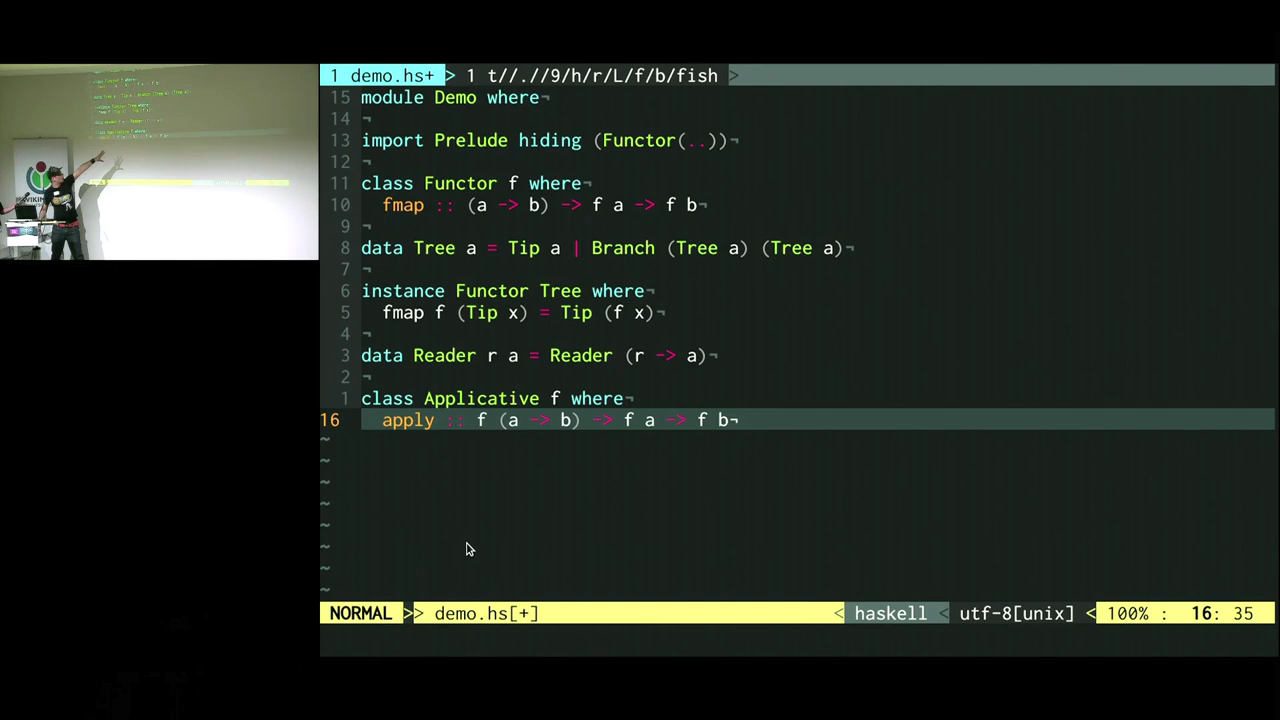 1 demo.hs+ > 1 t//.//9/h/r/L/f/b/fish >
15 module Demo where¬
14 ¬
13 import Prelude hiding (Functor(..))¬
12 ¬
11 class Functor f where¬
10 fmap :: (a -> b) -> f a -> f b¬
9 ¬
8 data Tree a = Tip a | Branch (Tree a) (Tree a)¬
7 ¬
6 instance Functor Tree where¬
5 fmap f (Tip x) = Tip (f x)¬
4 ¬
3 data Reader r a = Reader (r -> a)¬
2 ¬
1 class Applicative f where¬
16 apply :: f (a -> b) -> f a -> f b¬
~
~
~
~
~
~
~
~
NORMAL >> demo.hs[+] < haskell < utf-8[unix] < 100% : 16: 35